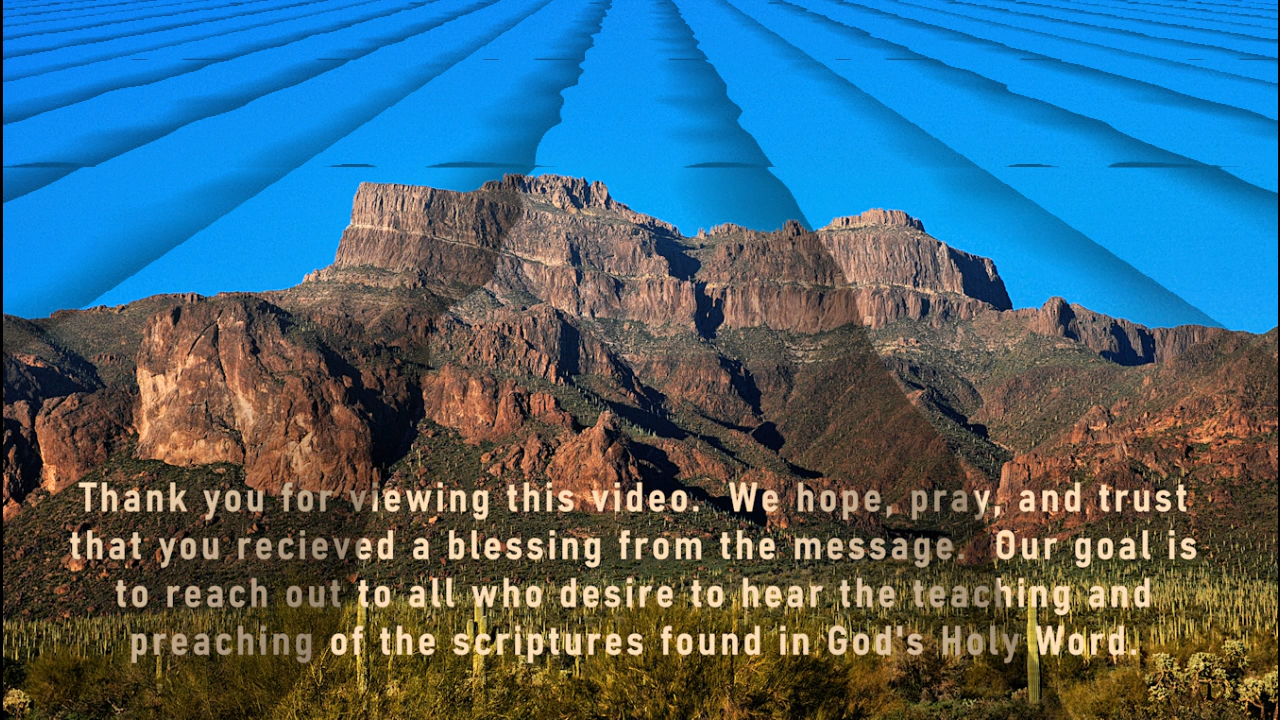 Thank you for viewing this video.  We hope, pray, and trust
that you recieved a blessing from the message.  Our goal is
to reach out to all who desire to hear the teaching and
preaching of the scriptures found in God's Holy Word.